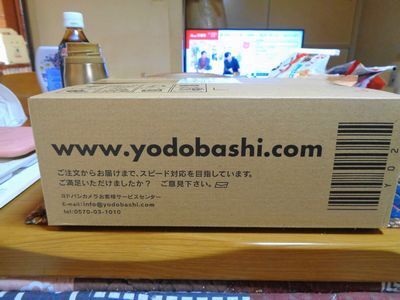 www.yodobashi.com
ご注文からお届けまで、スピード対応を目指しています。
ご満足いただけましたか？ ご意見下さい。
ヨドバシカメラお客様サービスセンター
E-mail:info@yodobashi.com
tel:0570-03-1010
Y02